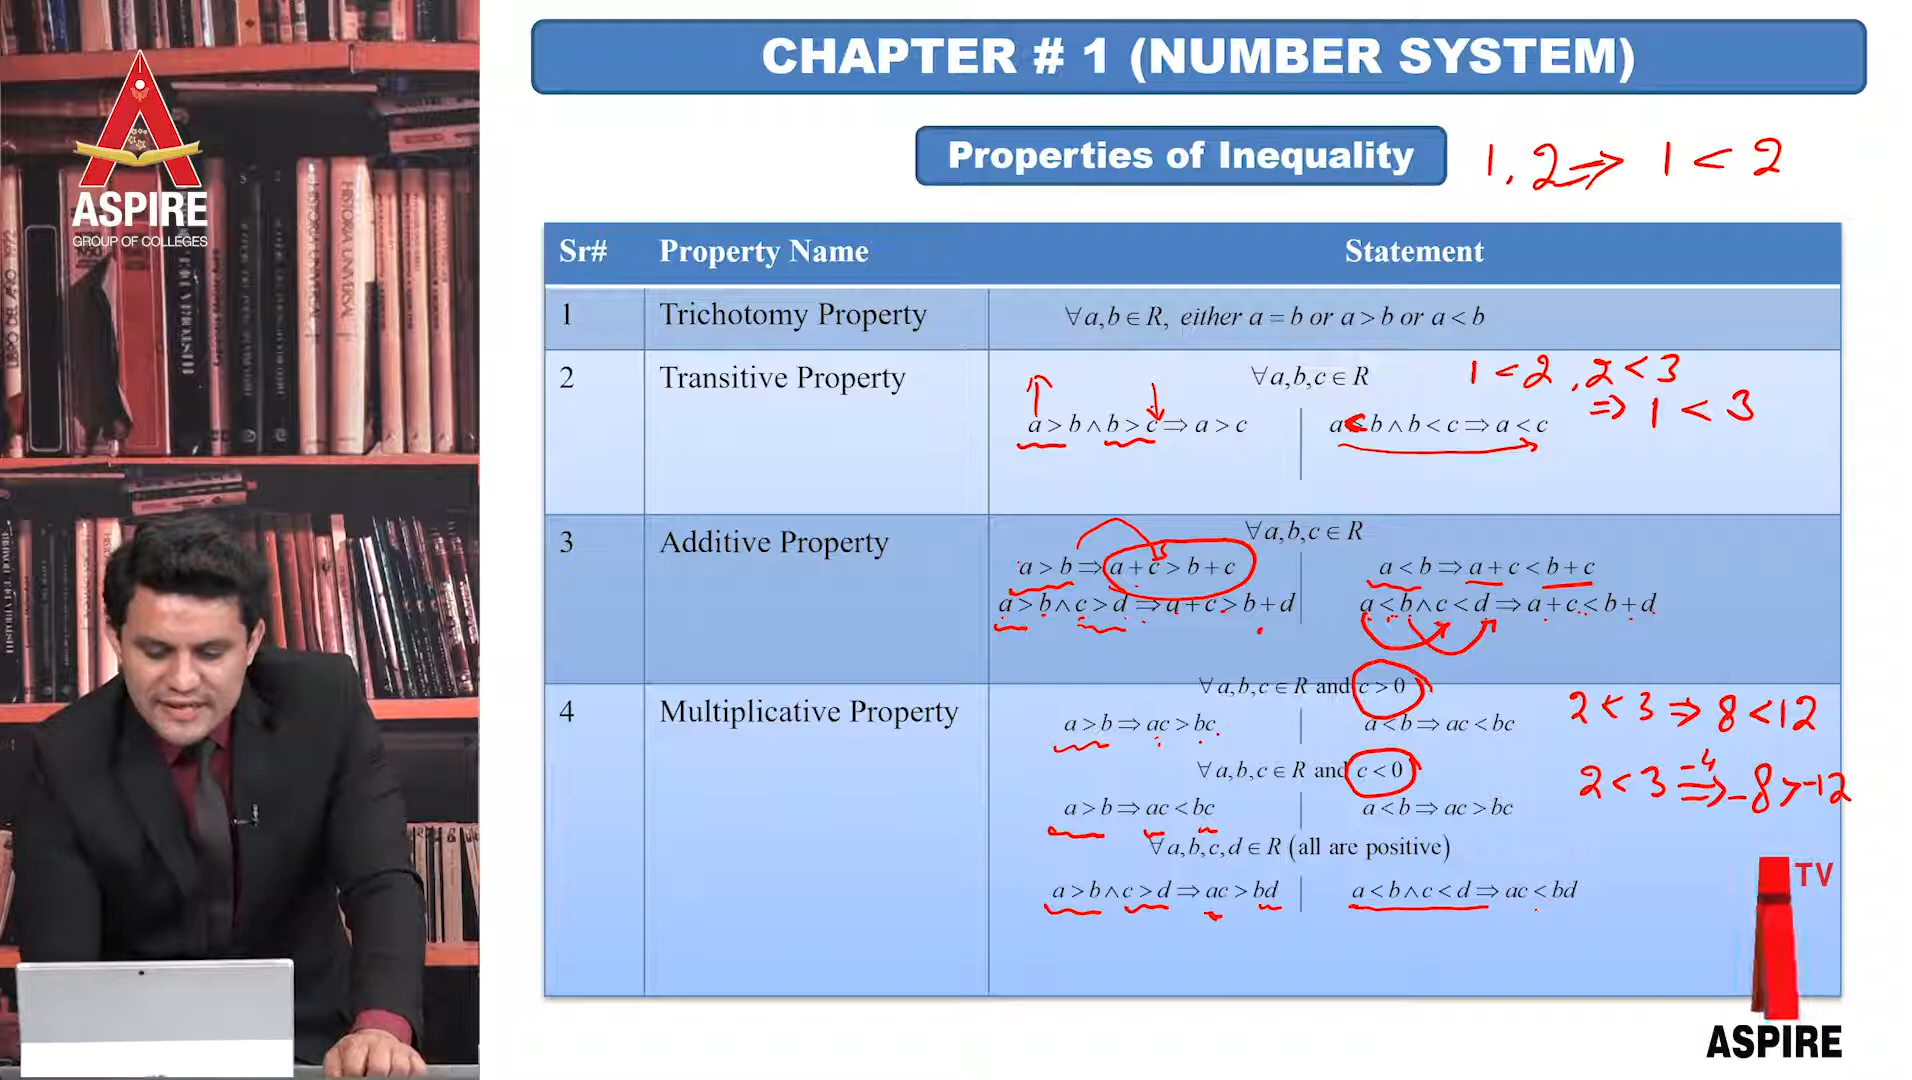 ASPIRE
GROUP OF COLLEGES
CHAPTER # 1 (NUMBER SYSTEM)
Properties of Inequality
1, 2 ⇒ 1 < 2
Sr# Property Name Statement
1 Trichotomy Property ∀a,b∈R, either a = b or a > b or a < b
2 Transitive Property ∀a,b,c∈R
1 < 2 , 2 < 3
⇒ 1 < 3
a > b ∧ b > c ⇒ a > c | a < b ∧ b < c ⇒ a < c
3 Additive Property ∀a,b,c∈R
a > b ⇒ a + c > b + c | a < b ⇒ a + c < b + c
a > b ∧ c > d ⇒ a + c > b + d | a < b ∧ c < d ⇒ a + c < b + d
4 Multiplicative Property ∀a,b,c∈R and c > 0
a > b ⇒ ac > bc | a < b ⇒ ac < bc
2 < 3 ⇒ 8 < 12
∀a,b,c∈R and c < 0
2 < 3 -4 ⇒ -8 > -12
a > b ⇒ ac < bc | a < b ⇒ ac > bc
∀a,b,c,d∈R (all are positive)
a > b ∧ c > d ⇒ ac > bd | a < b ∧ c < d ⇒ ac < bd
TV
ASPIRE